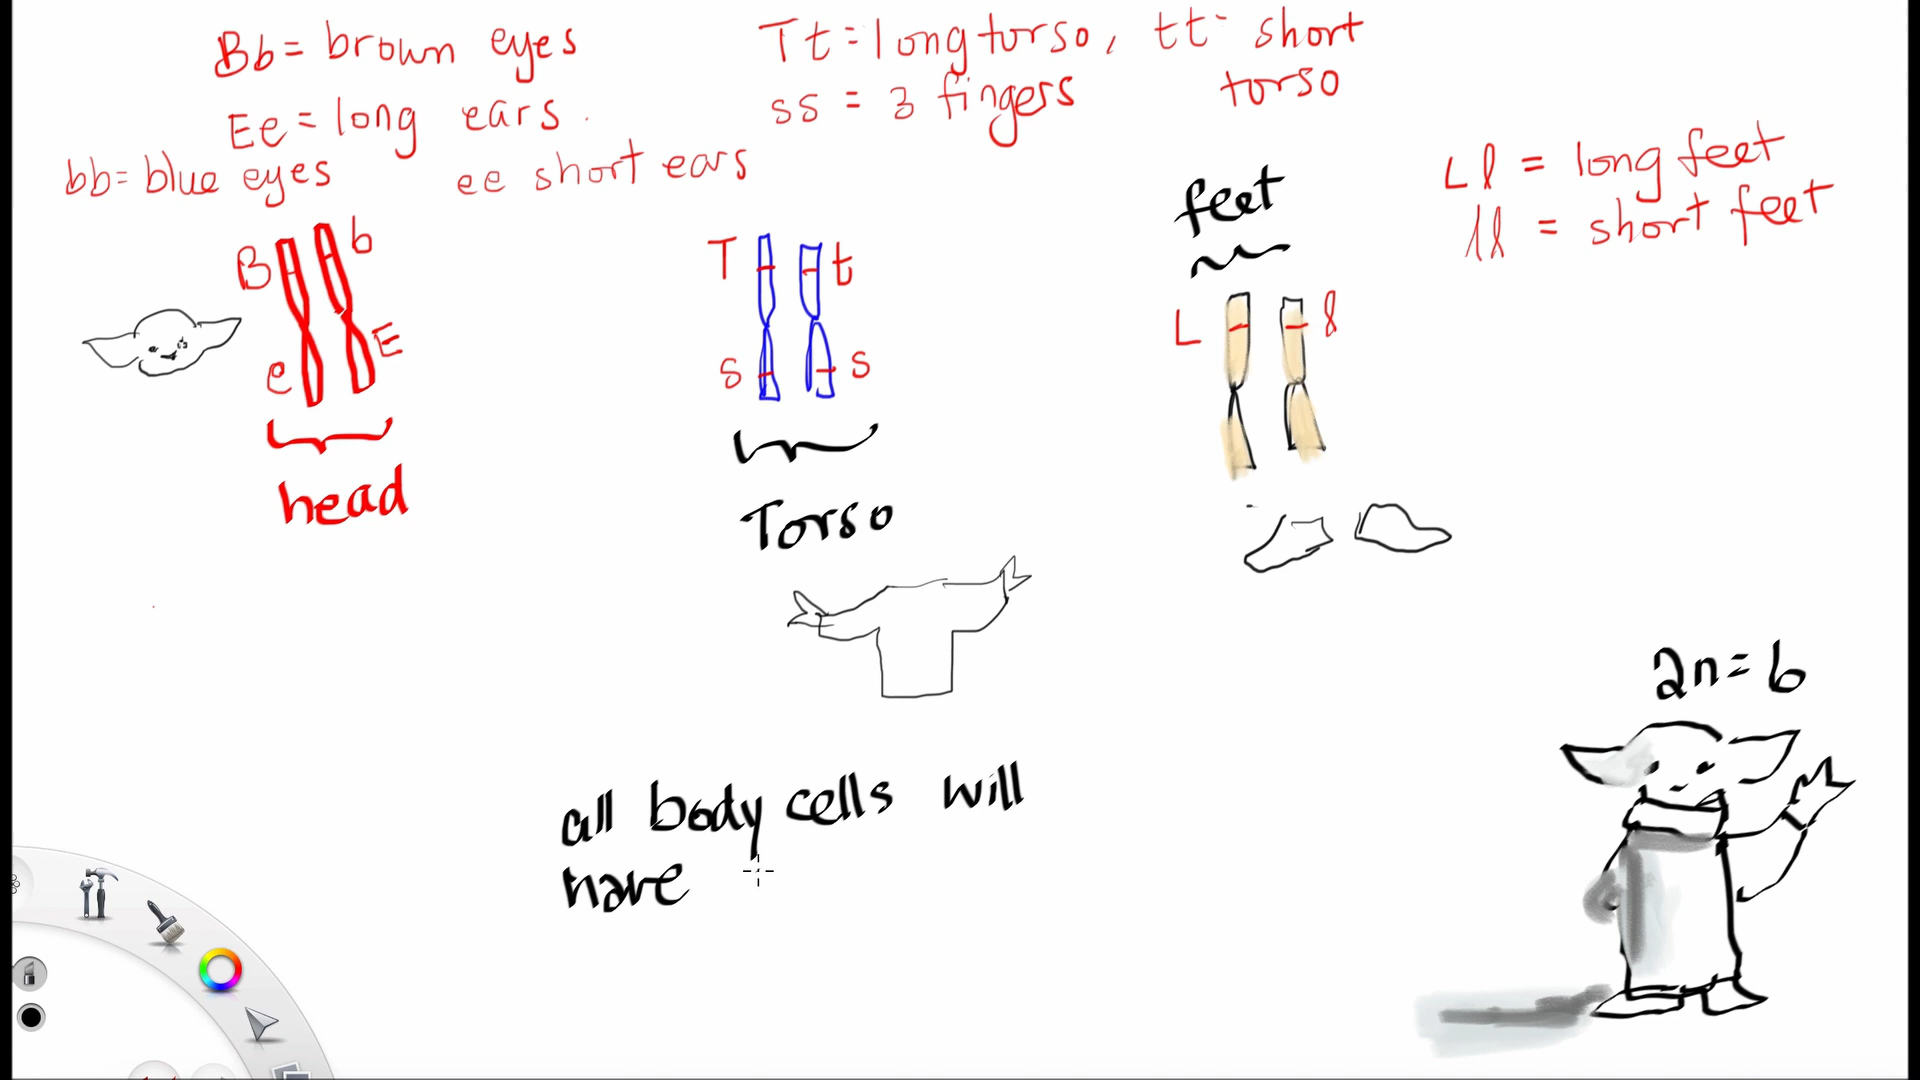 Bb = brown eyes
Ee = long ears.
bb = blue eyes ee short ears
Tt = long torso, tt - short torso
ss = 3 fingers
Ll = long feet
ll = short feet
feet
B b
e E
head
T t
s s
Torso
L l
2n = 6
all body cells will
have